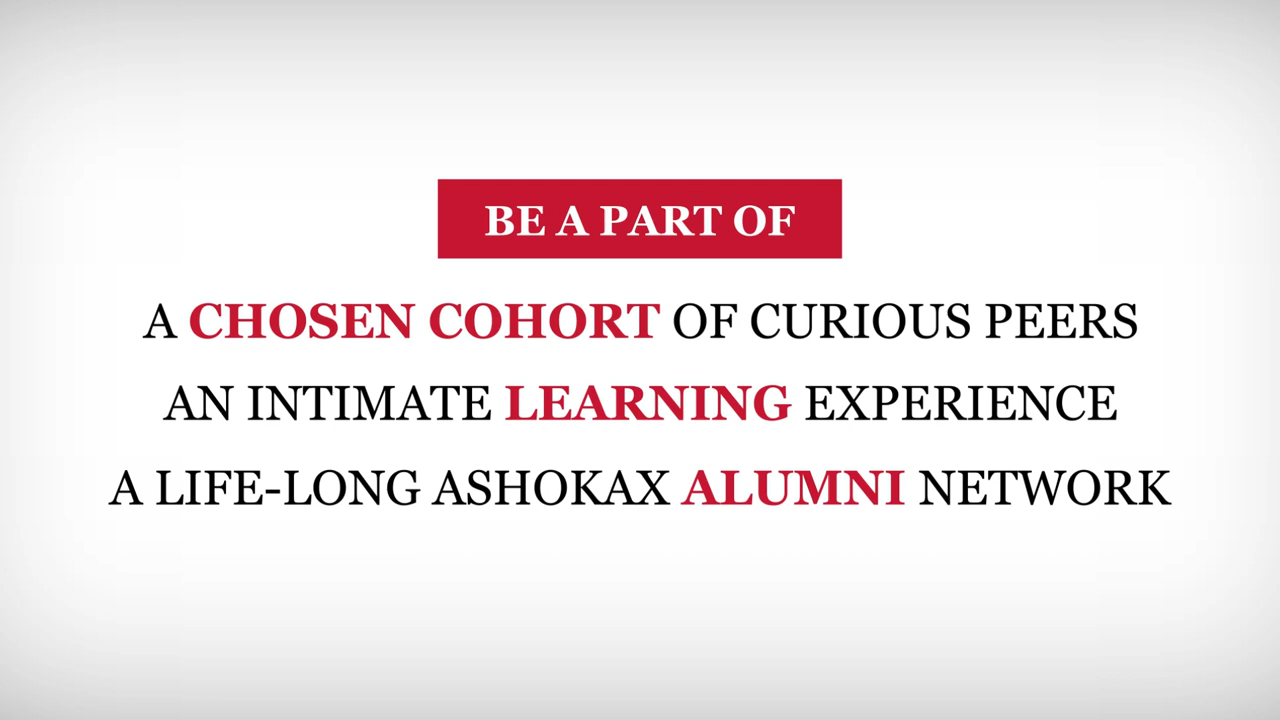 BE A PART OF
A CHOSEN COHORT OF CURIOUS PEERS
AN INTIMATE LEARNING EXPERIENCE
A LIFE-LONG ASHOKAX ALUMNI NETWORK